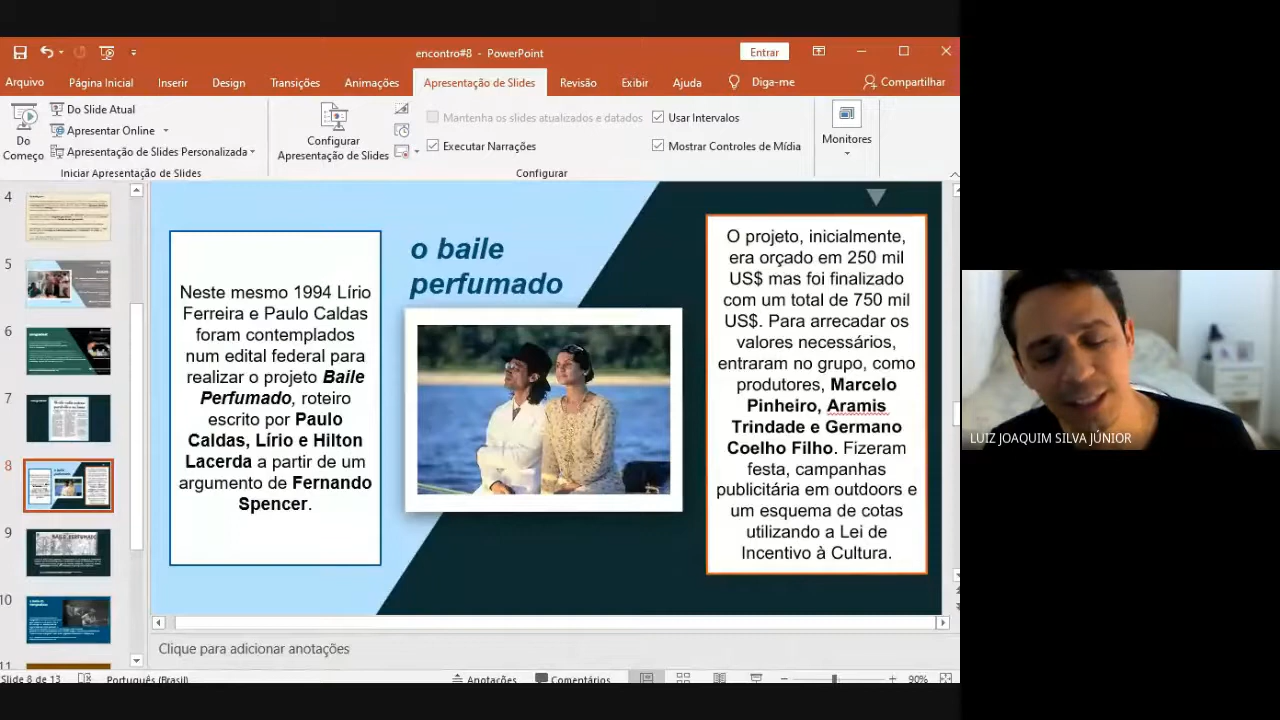 encontro#8 - PowerPoint
Entrar
Arquivo
Página Inicial
Inserir
Design
Transições
Animações
Apresentação de Slides
Revisão
Exibir
Ajuda
Diga-me
Compartilhar
Do Começo
Do Slide Atual
Apresentar Online
Apresentação de Slides Personalizada
Iniciar Apresentação de Slides
Configurar
Apresentação de Slides
Mantenha os slides atualizados e datados
Executar Narrações
Usar Intervalos
Mostrar Controles de Mídia
Configurar
Monitores
4
5
6
7
8
9
10
11
Neste mesmo 1994 Lírio
Ferreira e Paulo Caldas
foram contemplados
num edital federal para
realizar o projeto Baile
Perfumado, roteiro
escrito por Paulo
Caldas, Lírio e Hilton
Lacerda a partir de um
argumento de Fernando
Spencer.
o baile
perfumado
O projeto, inicialmente,
era orçado em 250 mil
US$ mas foi finalizado
com um total de 750 mil
US$. Para arrecadar os
valores necessários,
entraram no grupo, como
produtores, Marcelo
Pinheiro, Aramis
Trindade e Germano
Coelho Filho. Fizeram
festa, campanhas
publicitária em outdoors e
um esquema de cotas
utilizando a Lei de
Incentivo à Cultura.
LUIZ JOAQUIM SILVA JÚNIOR
Clique para adicionar anotações
Slide 8 de 13
Português (Brasil)
Anotações
Comentários
90%